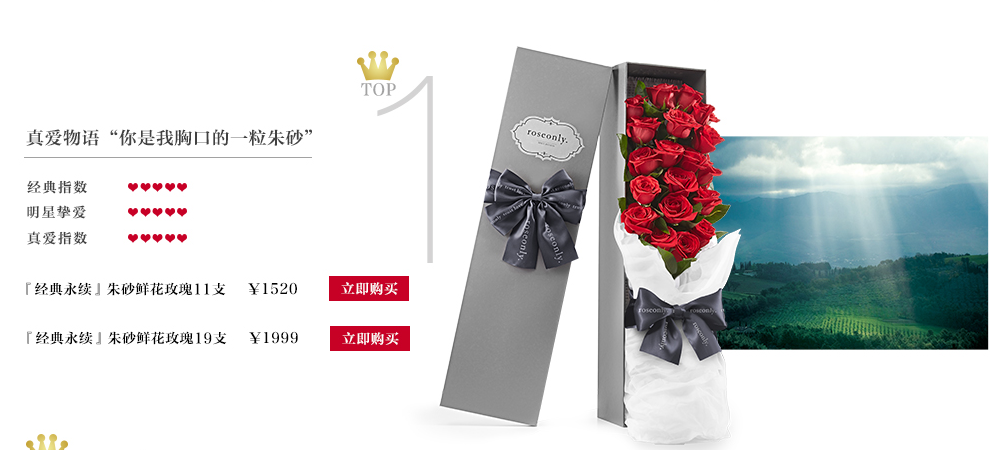 TOP
1
真爱物语“你是我胸口的一粒朱砂”
经典指数
明星挚爱
真爱指数
『经典永续』朱砂鲜花玫瑰11支 ￥1520 立即购买
『经典永续』朱砂鲜花玫瑰19支 ￥1999 立即购买
roseonly.
roseonly.
roseonly.
roseonly.